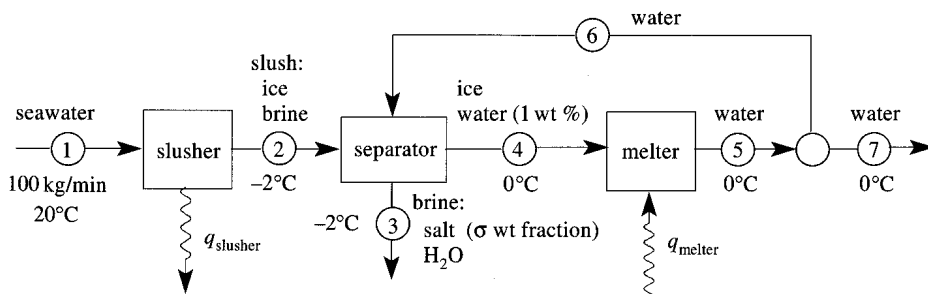 6
water
slush:
ice
brine
seawater
1
100 kg/min
20°C
slusher
2
−2°C
separator
ice
water (1 wt %)
4
0°C
melter
water
5
0°C
water
7
0°C
−2°C
3
brine:
salt (σ wt fraction)
H₂O
q_slusher
q_melter